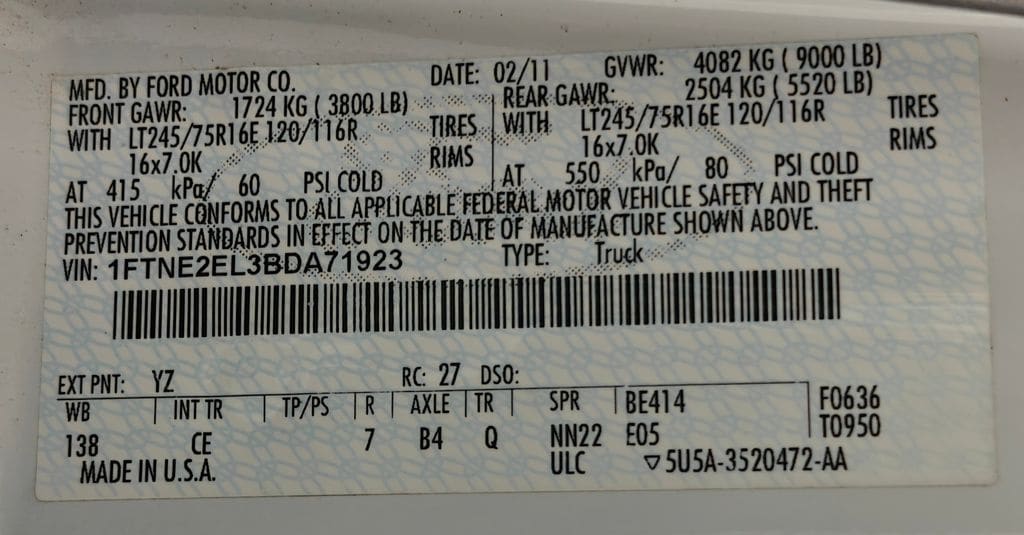 MFD. BY FORD MOTOR CO. DATE: 02/11 GVWR: 4082 KG ( 9000 LB)
FRONT GAWR: 1724 KG ( 3800 LB) REAR GAWR: 2504 KG ( 5520 LB)
WITH LT245/75R16E 120/116R TIRES WITH LT245/75R16E 120/116R TIRES
16x7.0K RIMS 16x7.0K RIMS
AT 415 kPa/ 60 PSI COLD AT 550 kPa/ 80 PSI COLD
THIS VEHICLE CONFORMS TO ALL APPLICABLE FEDERAL MOTOR VEHICLE SAFETY AND THEFT
PREVENTION STANDARDS IN EFFECT ON THE DATE OF MANUFACTURE SHOWN ABOVE.
VIN: 1FTNE2EL3BDA71923 TYPE: Truck
EXT PNT: YZ RC: 27 DSO:
WB INT TR TP/PS R AXLE TR SPR BE414 F0636
138 CE 7 B4 Q NN22 E05 T0950
MADE IN U.S.A. ULC ▽5U5A-3520472-AA